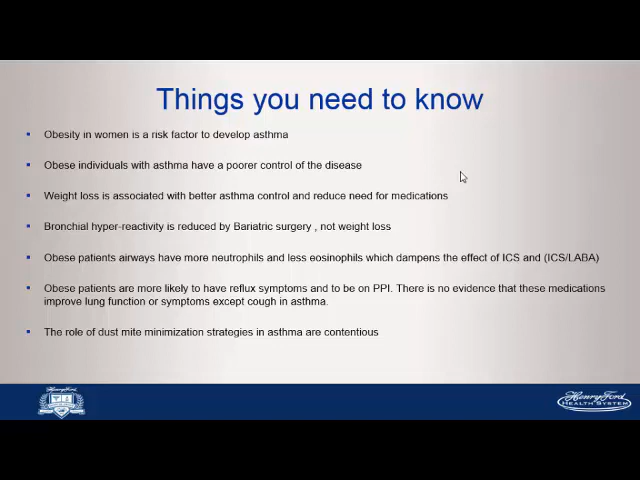 Things you need to know
Obesity in women is a risk factor to develop asthma
Obese individuals with asthma have a poorer control of the disease
Weight loss is associated with better asthma control and reduce need for medications
Bronchial hyper-reactivity is reduced by Bariatric surgery , not weight loss
Obese patients airways have more neutrophils and less eosinophils which dampens the effect of ICS and (ICS/LABA)
Obese patients are more likely to have reflux symptoms and to be on PPI. There is no evidence that these medications
improve lung function or symptoms except cough in asthma.
The role of dust mite minimization strategies in asthma are contentious
Henry Ford
Henry Ford
HEALTH SYSTEM